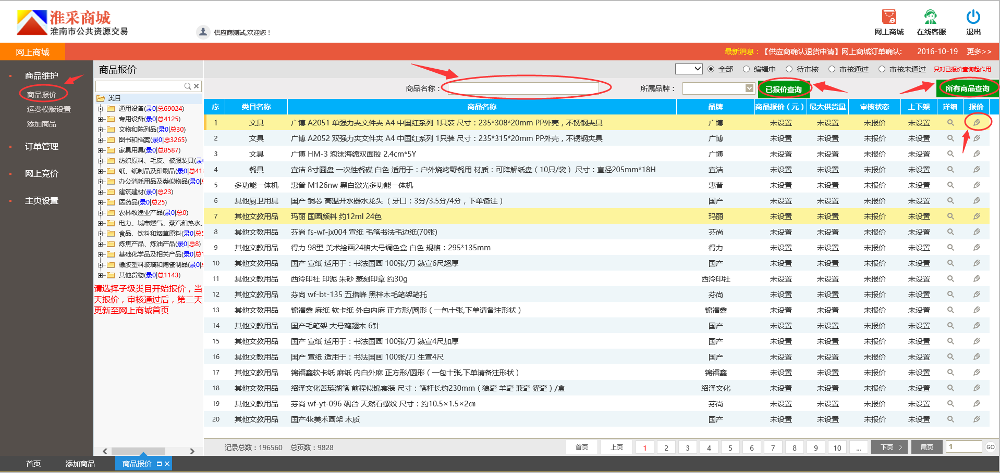 淮采商城
淮南市公共资源交易
供应商测试,欢迎您！
网上商城
在线客服
退出
网上商城
最新消息：【供应商确认退货申请】网上商城订单确认: 2016-10-19 更多>>
商品维护
商品报价
运费模版设置
添加商品
订单管理
网上竞价
主页设置
商品报价
类目
通用设备(录0|总69024)
专用设备(录0|总4125)
文物和陈列品(录0|总30)
图书和档案(录0|总3265)
家具用具(录0|总8587)
纺织原料、毛皮、被服装具(录
纸、纸制品及印刷品(录0|总41
办公消耗用品及类似物品(录0|
建筑建材(录0|总23)
医药品(录0|总25)
农林牧渔业产品(录0|总0)
电力、城市燃气、蒸汽和热水、
食品、饮料和烟草原料(录0|总
炼焦产品、炼油产品(录0|总8)
基础化学品及相关产品(录0|总
橡胶塑料玻璃和陶瓷制品(录0|
其他货物(录0|总1143)
请选择子级类目开始报价，当
天报价，审核通过后，第二天
更新至网上商城首页
全部 编辑中 待审核 审核通过 审核未通过 只对已报价查询起作用
商品名称： 所属品牌： 已报价查询 所有商品查询
序 类目名称 商品名称 品牌 商品报价（元） 最大供货量 审核状态 上下架 详细 报价
1 文具 广博 A2051 单强力夹文件夹 A4 中国红系列 1只装 尺寸：235*308*20mm PP外壳，不锈钢夹具 广博 未设置 未设置 未报价 未设置
2 文具 广博 A2052 双强力夹文件夹 A4 中国红系列 1只装 尺寸：235*315*20mm PP外壳，不锈钢夹具 广博 未设置 未设置 未报价 未设置
3 文具 广博 HM-3 泡沫海绵双面胶 2.4cm*5Y 广博 未设置 未设置 未报价 未设置
4 餐具 宜洁 8寸圆盘 一次性餐碟 白色 适用于：户外烧烤野餐用 材质：可降解纸盘（10只/袋） 尺寸：直径205mm*18H 宜洁 未设置 未设置 未报价 未设置
5 多功能一体机 惠普 M126nw 黑白激光多功能一体机 惠普 未设置 未设置 未报价 未设置
6 其他厨卫用具 国产 铜芯 高温开水器水龙头 （牙口：3分/3.5分/4分，下单备注） 国产 未设置 未设置 未报价 未设置
7 其他文教用品 玛丽 国画颜料 约12ml 24色 玛丽 未设置 未设置 未报价 未设置
8 其他文教用品 芬尚 fs-wf-jx004 宣纸 毛笔书法毛边纸(70张) 芬尚 未设置 未设置 未报价 未设置
9 其他文教用品 得力 98型 美术绘画24格大号调色盒 白色 规格：295*135mm 得力 未设置 未设置 未报价 未设置
10 其他文教用品 国产 宣纸 适用于：书法国画 100张/刀 熟宣6尺超厚 国产 未设置 未设置 未报价 未设置
11 其他文教用品 西泠印社 印泥 朱砂 篆刻印章 约30g 西泠印社 未设置 未设置 未报价 未设置
12 其他文教用品 芬尚 wf-bt-135 五指峰 黑梓木毛笔架笔托 芬尚 未设置 未设置 未报价 未设置
13 其他文教用品 锦福鑫 麻纸 软卡纸 外白内麻 正方形/圆形（一包十张,下单请备注形状） 锦福鑫 未设置 未设置 未报价 未设置
14 其他文教用品 国产毛笔架 大号鸡翅木 6针 国产 未设置 未设置 未报价 未设置
15 其他文教用品 国产 宣纸 适用于：书法国画 100张/刀 熟宣4尺加厚 国产 未设置 未设置 未报价 未设置
16 其他文教用品 国产 宣纸 适用于：书法国画 100张/刀 生宣4尺 国产 未设置 未设置 未报价 未设置
17 其他文教用品 锦福鑫软卡纸 麻纸 内白外麻 正方形/圆形（一包十张,下单请备注形状） 锦福鑫 未设置 未设置 未报价 未设置
18 其他文教用品 绍泽文化善琏湖笔 前程似锦套装 尺寸：笔杆长约230mm（狼毫 羊毫 兼毫 獾毫）/盒 绍泽文化 未设置 未设置 未报价 未设置
19 其他文教用品 芬尚 wf-yt-096 砚台 天然石螺纹 尺寸：约10.5×1.5×2㎝ 芬尚 未设置 未设置 未报价 未设置
20 其他文教用品 国产4k美术画架 木质 国产 未设置 未设置 未报价 未设置
记录总数：196560 总页数：9828 首页 上页 1 2 3 4 5 6 7 8 9 10 ... 下页 尾页 1 GO
首页 添加商品 商品报价